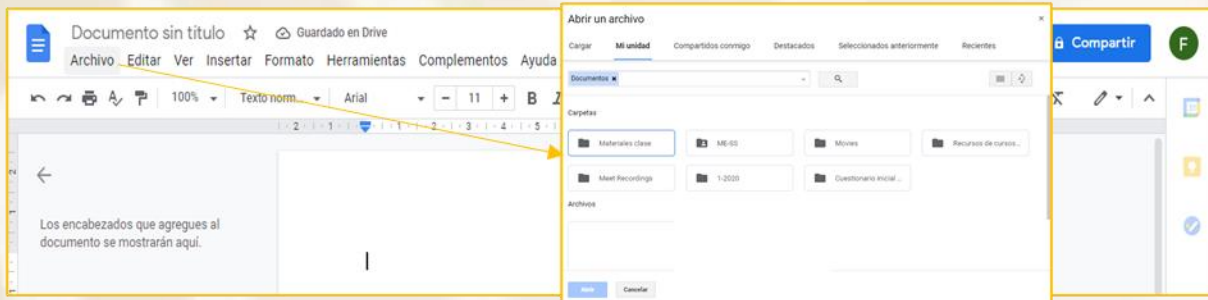 Documento sin título
Guardado en Drive
Archivo Editar Ver Insertar Formato Herramientas Complementos Ayuda
100% Texto norm... Arial - 11 + B I
Los encabezados que agregues al
documento se mostrarán aquí.
Abrir un archivo ×
Cargar Mi unidad Compartidos conmigo Destacados Seleccionados anteriormente Recientes
Documentos ×
Carpetas
Materiales clase ME-SS Movies Recursos de cursos...
Meet Recordings 1-2020 Cuestionario inicial ...
Archivos
Abrir Cancelar
Compartir
F